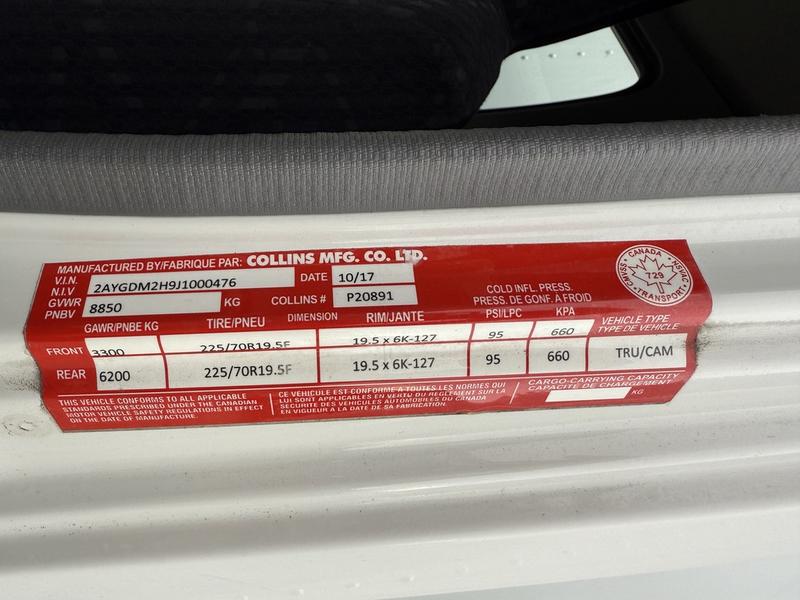 MANUFACTURED BY/FABRIQUE PAR: COLLINS MFG. CO. LTD.
V.I.N. N.I.V 2AYGDM2H9J1000476 DATE 10/17
GVWR PNBV 8850 KG COLLINS # P20891
COLD INFL. PRESS.
PRESS. DE GONF. A FROID
GAWR/PNBE KG TIRE/PNEU DIMENSION RIM/JANTE PSI/LPC KPA VEHICLE TYPE
TYPE DE VÉHICULE
FRONT 3300 225/70R19.5F 19.5 x 6K-127 95 660
REAR 6200 225/70R19.5F 19.5 x 6K-127 95 660 TRU/CAM
THIS VEHICLE CONFORMS TO ALL APPLICABLE
STANDARDS PRESCRIBED UNDER THE CANADIAN
MOTOR VEHICLE SAFETY REGULATIONS IN EFFECT
ON THE DATE OF MANUFACTURE.
CE VÉHICULE EST CONFORME A TOUTES LES NORMES QUI
LUI SONT APPLICABLES EN VERTU DU RÈGLEMENT SUR LA
SÉCURITÉ DES VÉHICULES AUTOMOBILES DU CANADA
EN VIGUEUR A LA DATE DE SA FABRICATION.
CARGO-CARRYING CAPACITY
CAPACITÉ DE CHARGEMENT
KG
CANADA
729
TRANSPORT